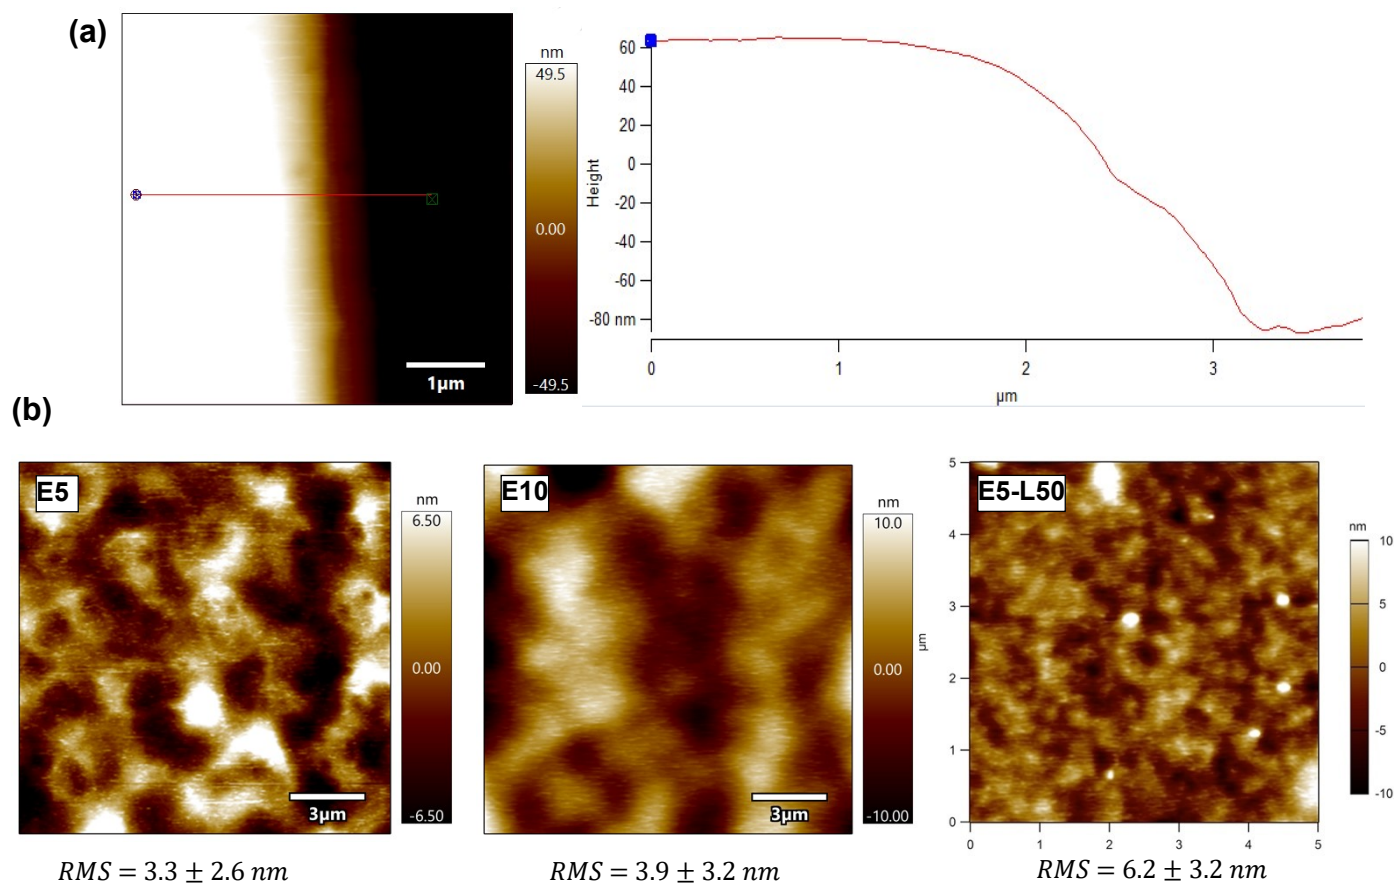 (a)
nm
49.5
0.00
-49.5
1µm
Height
60
40
20
0
-20
-40
-60
-80 nm
0
1
2
3
µm
(b)
E5
3µm
nm
6.50
0.00
-6.50
RMS = 3.3 ± 2.6 nm
E10
3µm
nm
10.0
0.00
-10.00
RMS = 3.9 ± 3.2 nm
E5-L50
5
4
3
2
1
0
µm
0 1 2 3 4 5
nm
10
5
0
-5
-10
RMS = 6.2 ± 3.2 nm